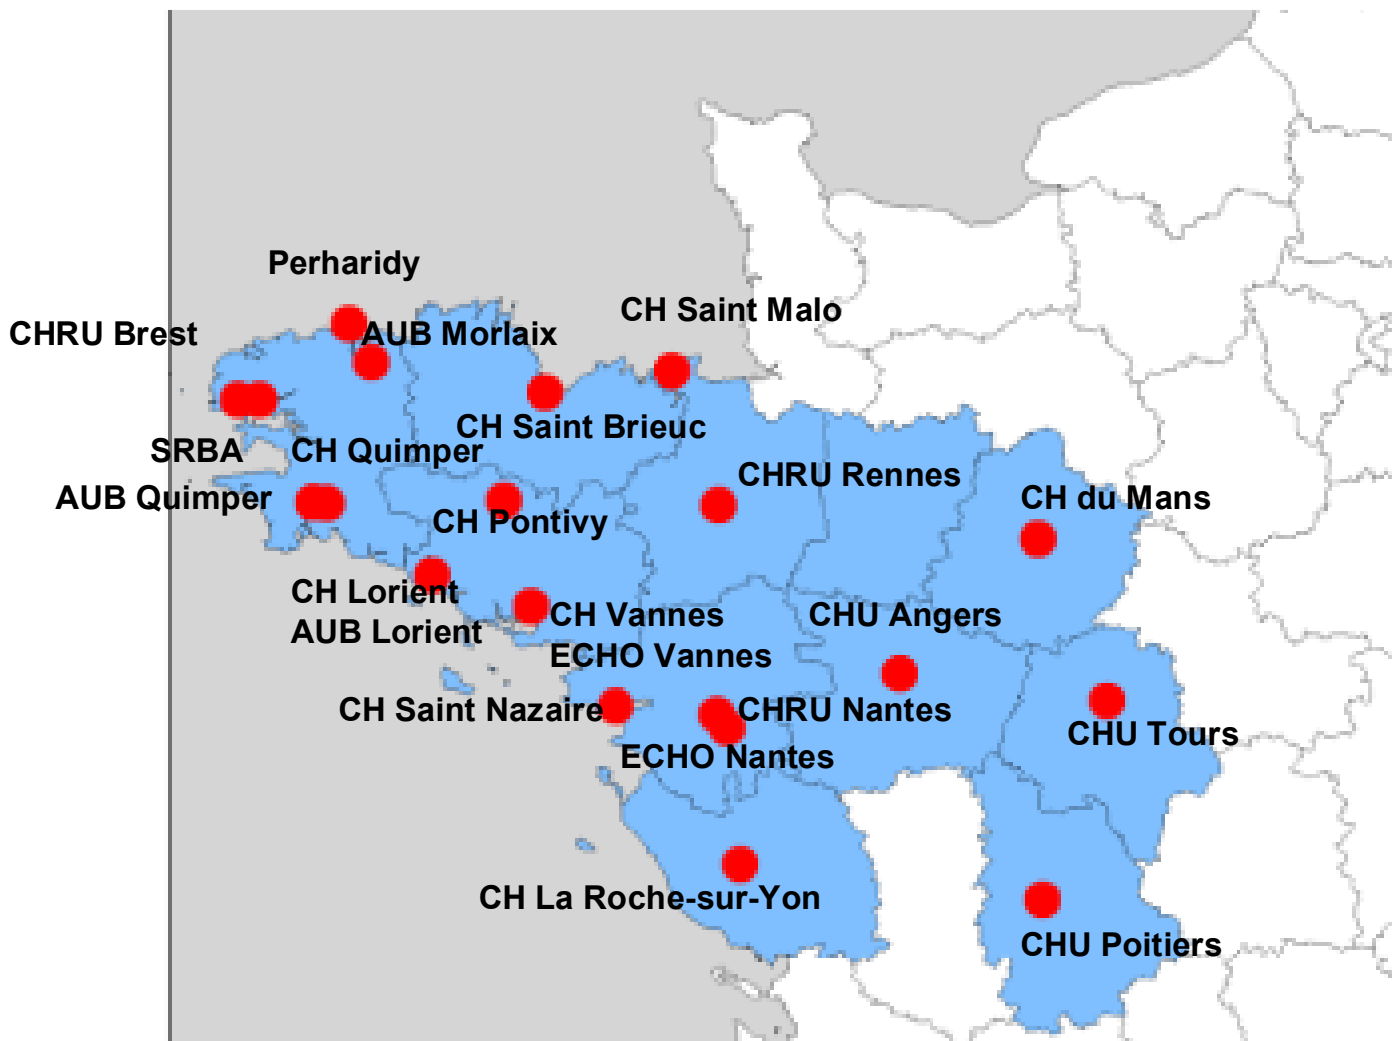 Perharidy
CH Saint Malo
CHRU Brest
AUB Morlaix
CH Saint Brieuc
SRBA
CH Quimper
CHRU Rennes
AUB Quimper
CH du Mans
CH Pontivy
CH Lorient
AUB Lorient
CH Vannes
ECHO Vannes
CHU Angers
CH Saint Nazaire
CHRU Nantes
ECHO Nantes
CHU Tours
CH La Roche-sur-Yon
CHU Poitiers